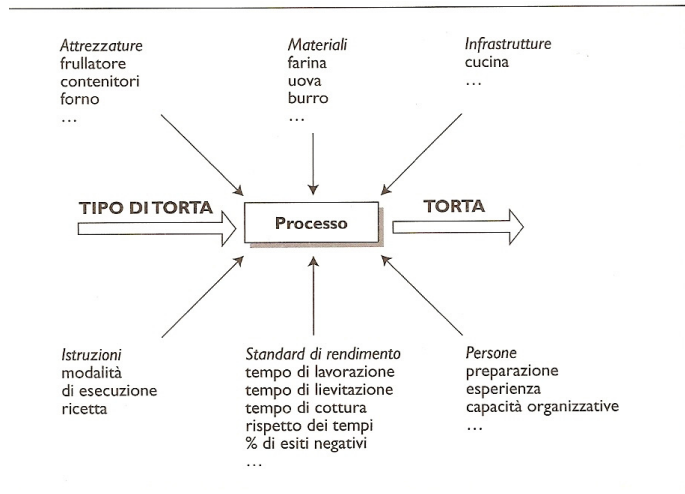 Attrezzature
frullatore
contenitori
forno
...
Materiali
farina
uova
burro
...
Infrastrutture
cucina
...
TIPO DI TORTA
Processo
TORTA
Istruzioni
modalità
di esecuzione
ricetta
Standard di rendimento
tempo di lavorazione
tempo di lievitazione
tempo di cottura
rispetto dei tempi
% di esiti negativi
...
Persone
preparazione
esperienza
capacità organizzative
...